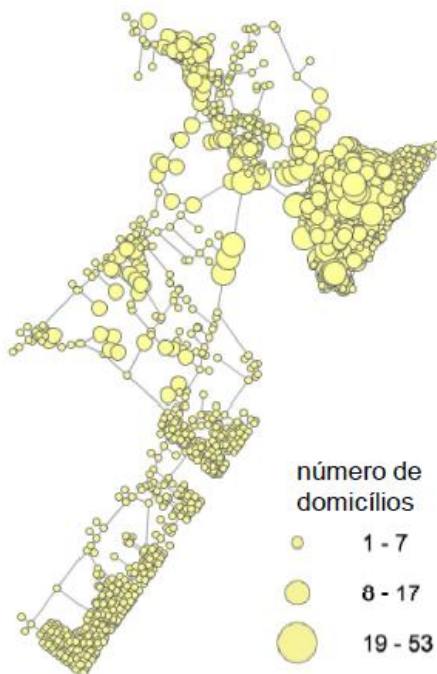 número de
domicílios
1 - 7
8 - 17
19 - 53